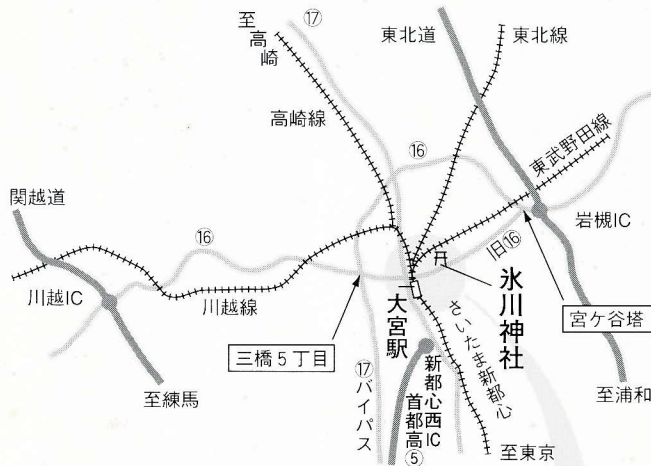 至高崎
⑰
東北道
東北線
高崎線
⑯
東武野田線
関越道
⑯
旧⑯
岩槻IC
川越IC
川越線
大宮駅
氷川神社
宮ケ谷塔
三橋5丁目
さいたま新都心
新都心西IC
首都高⑤
⑰バイパス
至練馬
至浦和
至東京